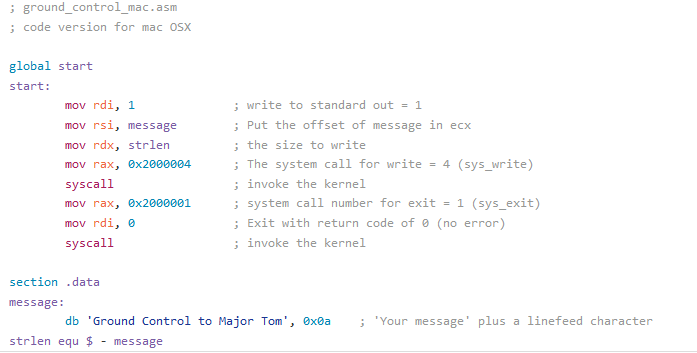 ; ground_control_mac.asm
; code version for mac OSX
global start
start:
mov rdi, 1 ; write to standard out = 1
mov rsi, message ; Put the offset of message in ecx
mov rdx, strlen ; the size to write
mov rax, 0x2000004 ; The system call for write = 4 (sys_write)
syscall ; invoke the kernel
mov rax, 0x2000001 ; system call number for exit = 1 (sys_exit)
mov rdi, 0 ; Exit with return code of 0 (no error)
syscall ; invoke the kernel
section .data
message:
db 'Ground Control to Major Tom', 0x0a ; 'Your message' plus a linefeed character
strlen equ $ - message